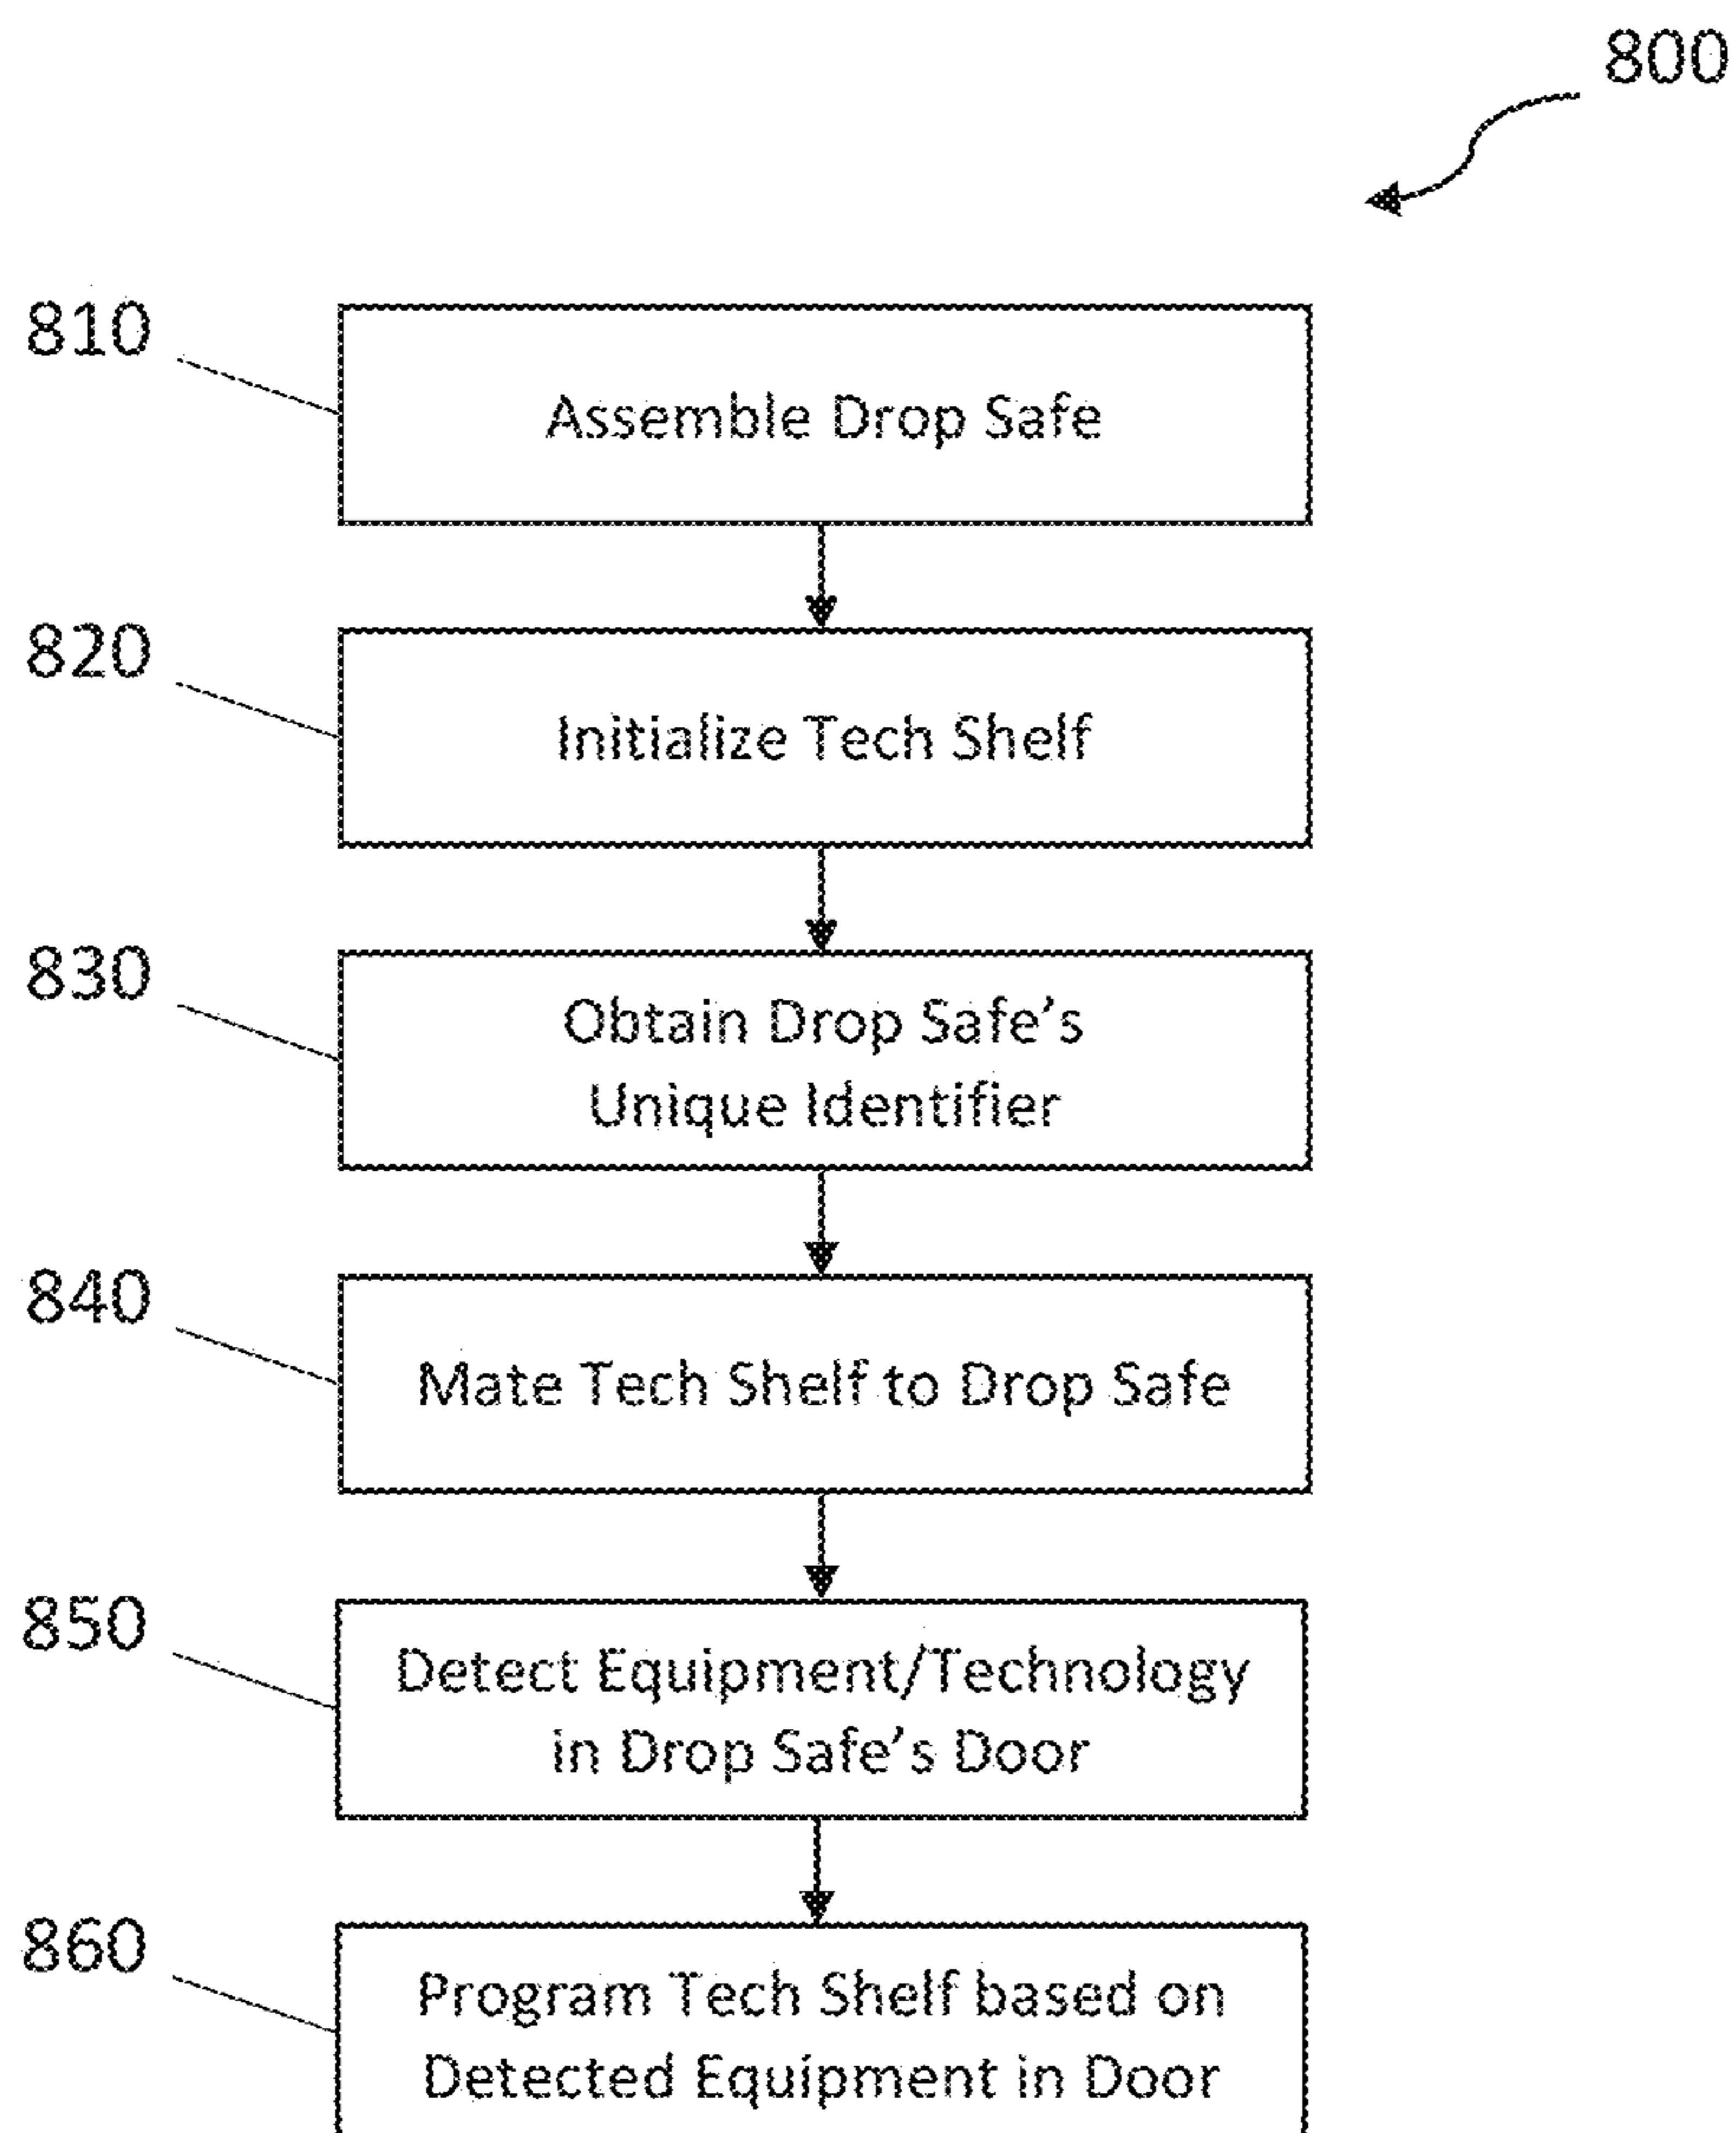 800
810
Assemble Drop Safe
820
Initialize Tech Shelf
830
Obtain Drop Safe's
Unique Identifier
840
Mate Tech Shelf to Drop Safe
850
Detect Equipment/Technology
in Drop Safe's Door
860
Program Tech Shelf based on
Detected Equipment in Door